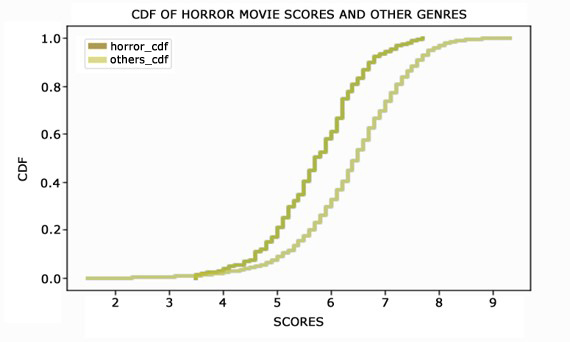 CDF OF HORROR MOVIE SCORES AND OTHER GENRES
horror_cdf
others_cdf
1.0
0.8
0.6
0.4
0.2
0.0
CDF
2 3 4 5 6 7 8 9
SCORES